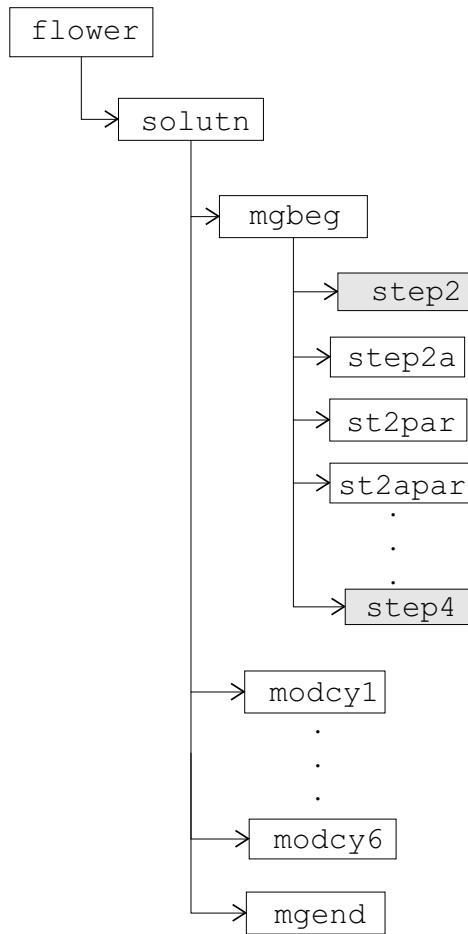 flower
solutn
mgbeg
step2
step2a
st2par
st2apar
.
.
.
step4
modcy1
.
.
.
modcy6
mgend